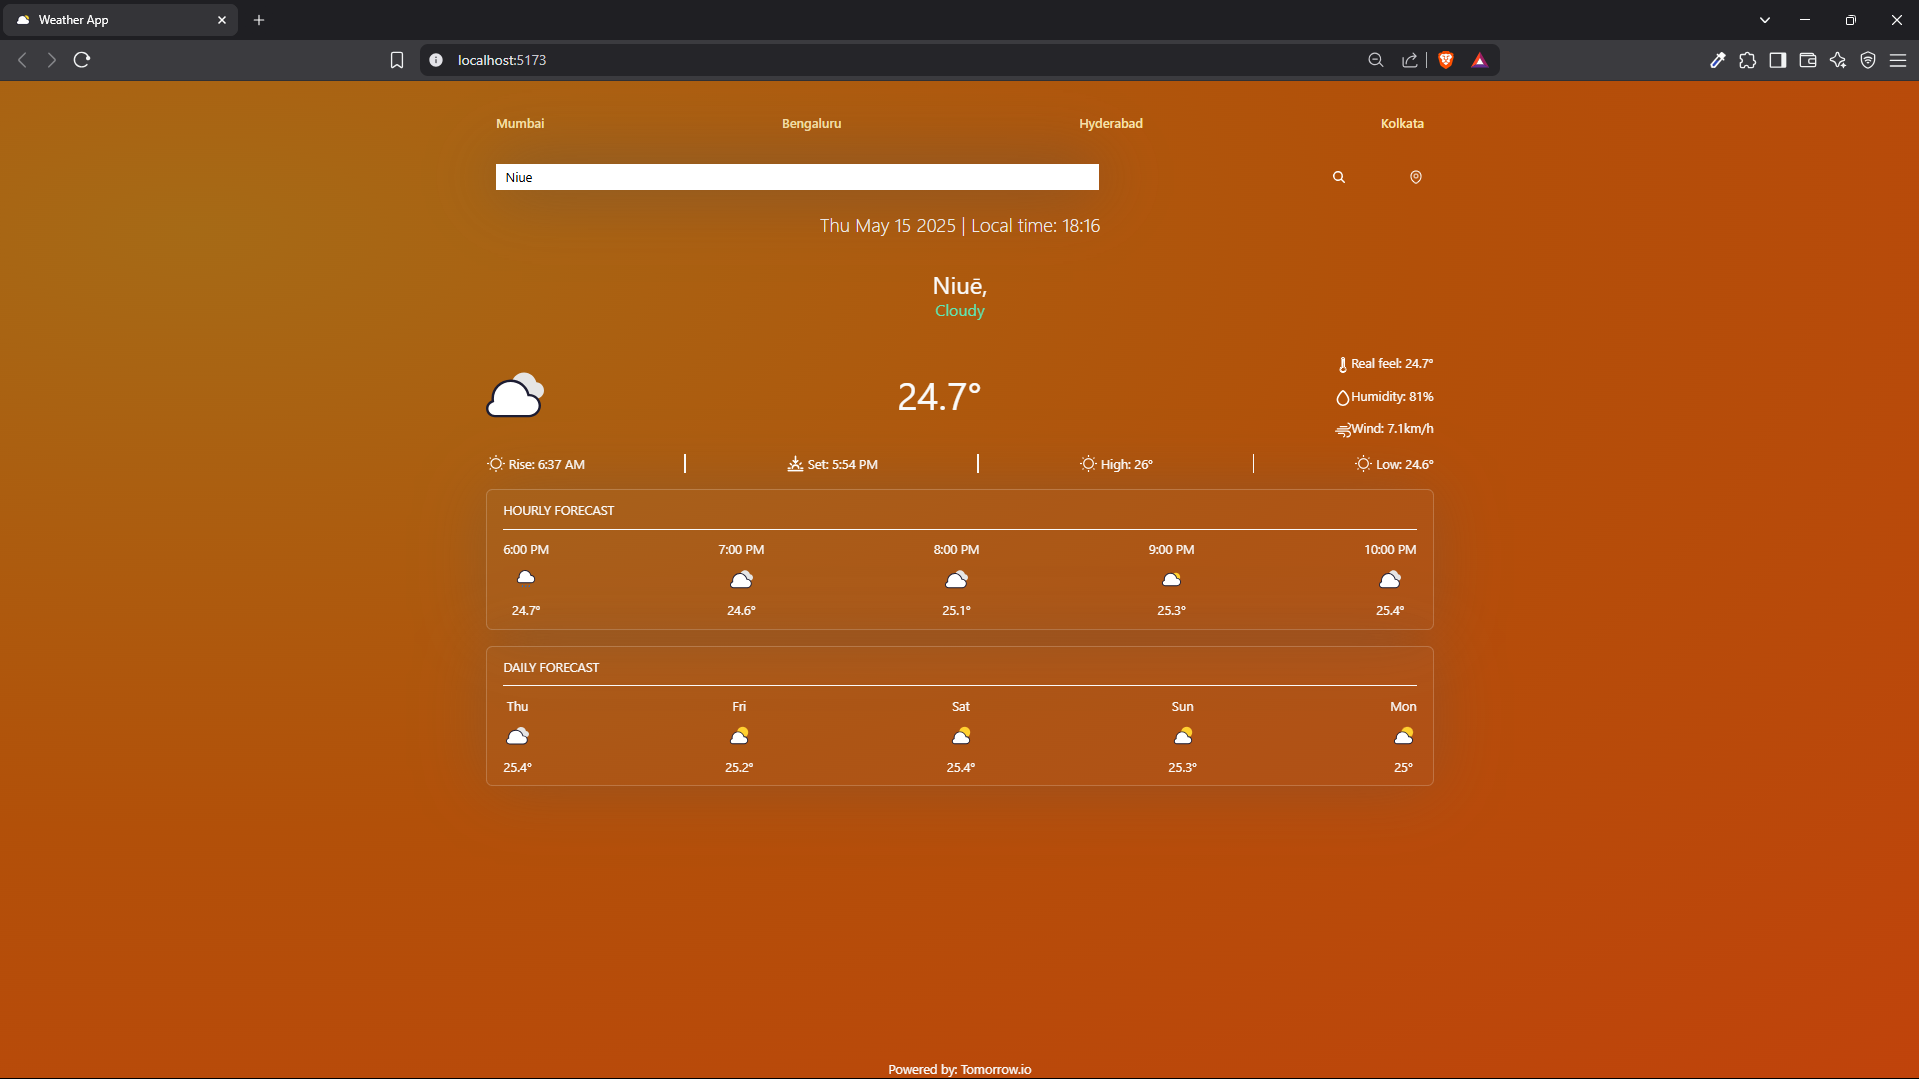 Weather App
localhost:5173
Mumbai Bengaluru Hyderabad Kolkata
Niue
Thu May 15 2025 | Local time: 18:16
Niuē,
Cloudy
24.7°
Real feel: 24.7°
Humidity: 81%
Wind: 7.1km/h
Rise: 6:37 AM Set: 5:54 PM High: 26° Low: 24.6°
HOURLY FORECAST
6:00 PM 7:00 PM 8:00 PM 9:00 PM 10:00 PM
24.7° 24.6° 25.1° 25.3° 25.4°
DAILY FORECAST
Thu Fri Sat Sun Mon
25.4° 25.2° 25.4° 25.3° 25°
Powered by: Tomorrow.io